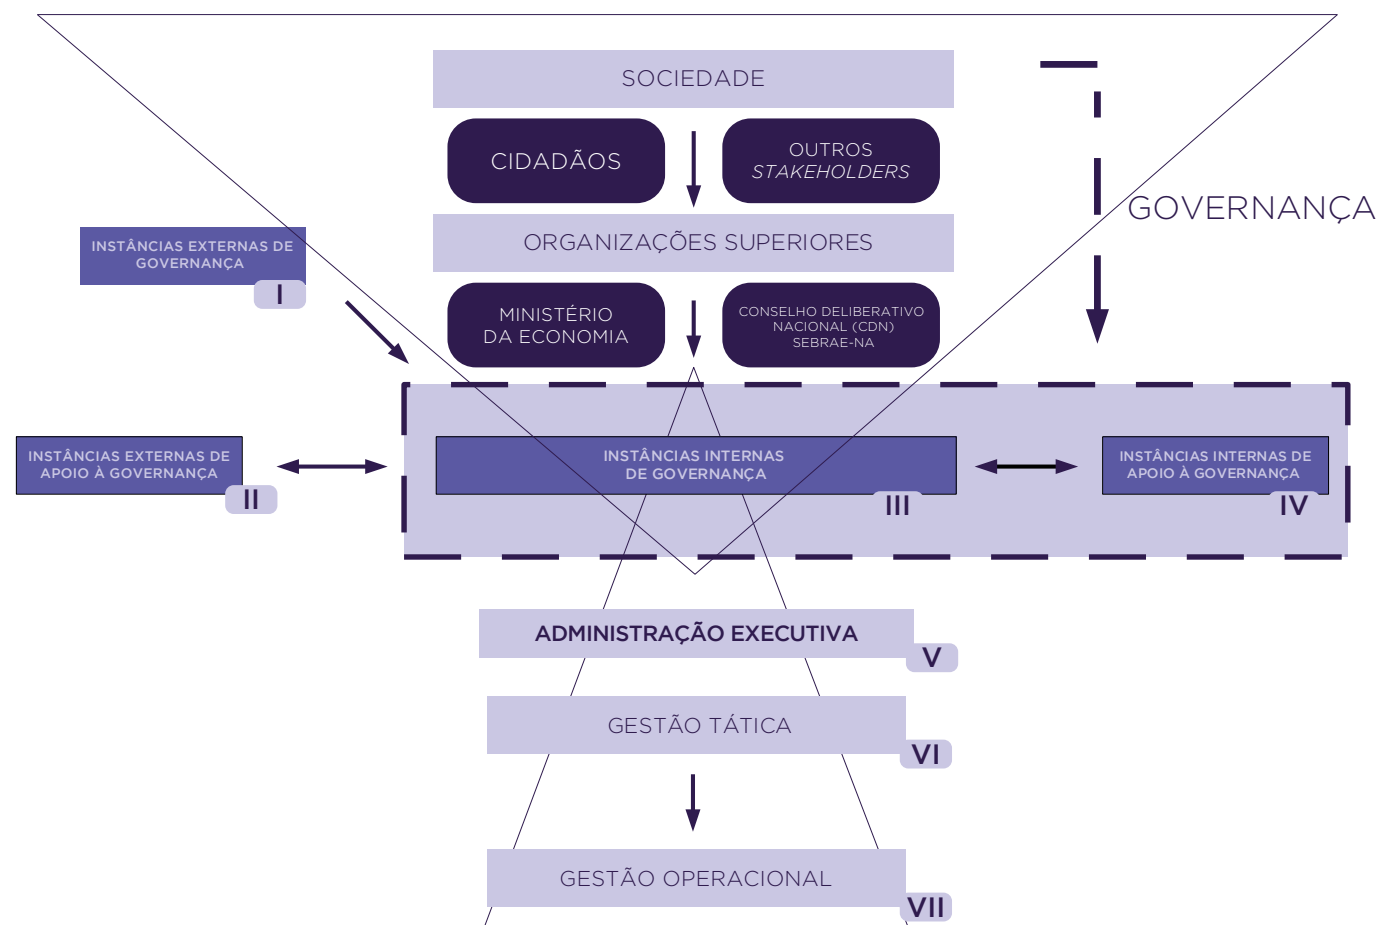 SOCIEDADE
CIDADÃOS
OUTROS
STAKEHOLDERS
GOVERNANÇA
ORGANIZAÇÕES SUPERIORES
INSTÂNCIAS EXTERNAS DE
GOVERNANÇA
I
MINISTÉRIO
DA ECONOMIA
CONSELHO DELIBERATIVO
NACIONAL (CDN)
SEBRAE-NA
INSTÂNCIAS EXTERNAS DE
APOIO À GOVERNANÇA
II
INSTÂNCIAS INTERNAS
DE GOVERNANÇA
III
INSTÂNCIAS INTERNAS DE
APOIO À GOVERNANÇA
IV
ADMINISTRAÇÃO EXECUTIVA
V
GESTÃO TÁTICA
VI
GESTÃO OPERACIONAL
VII